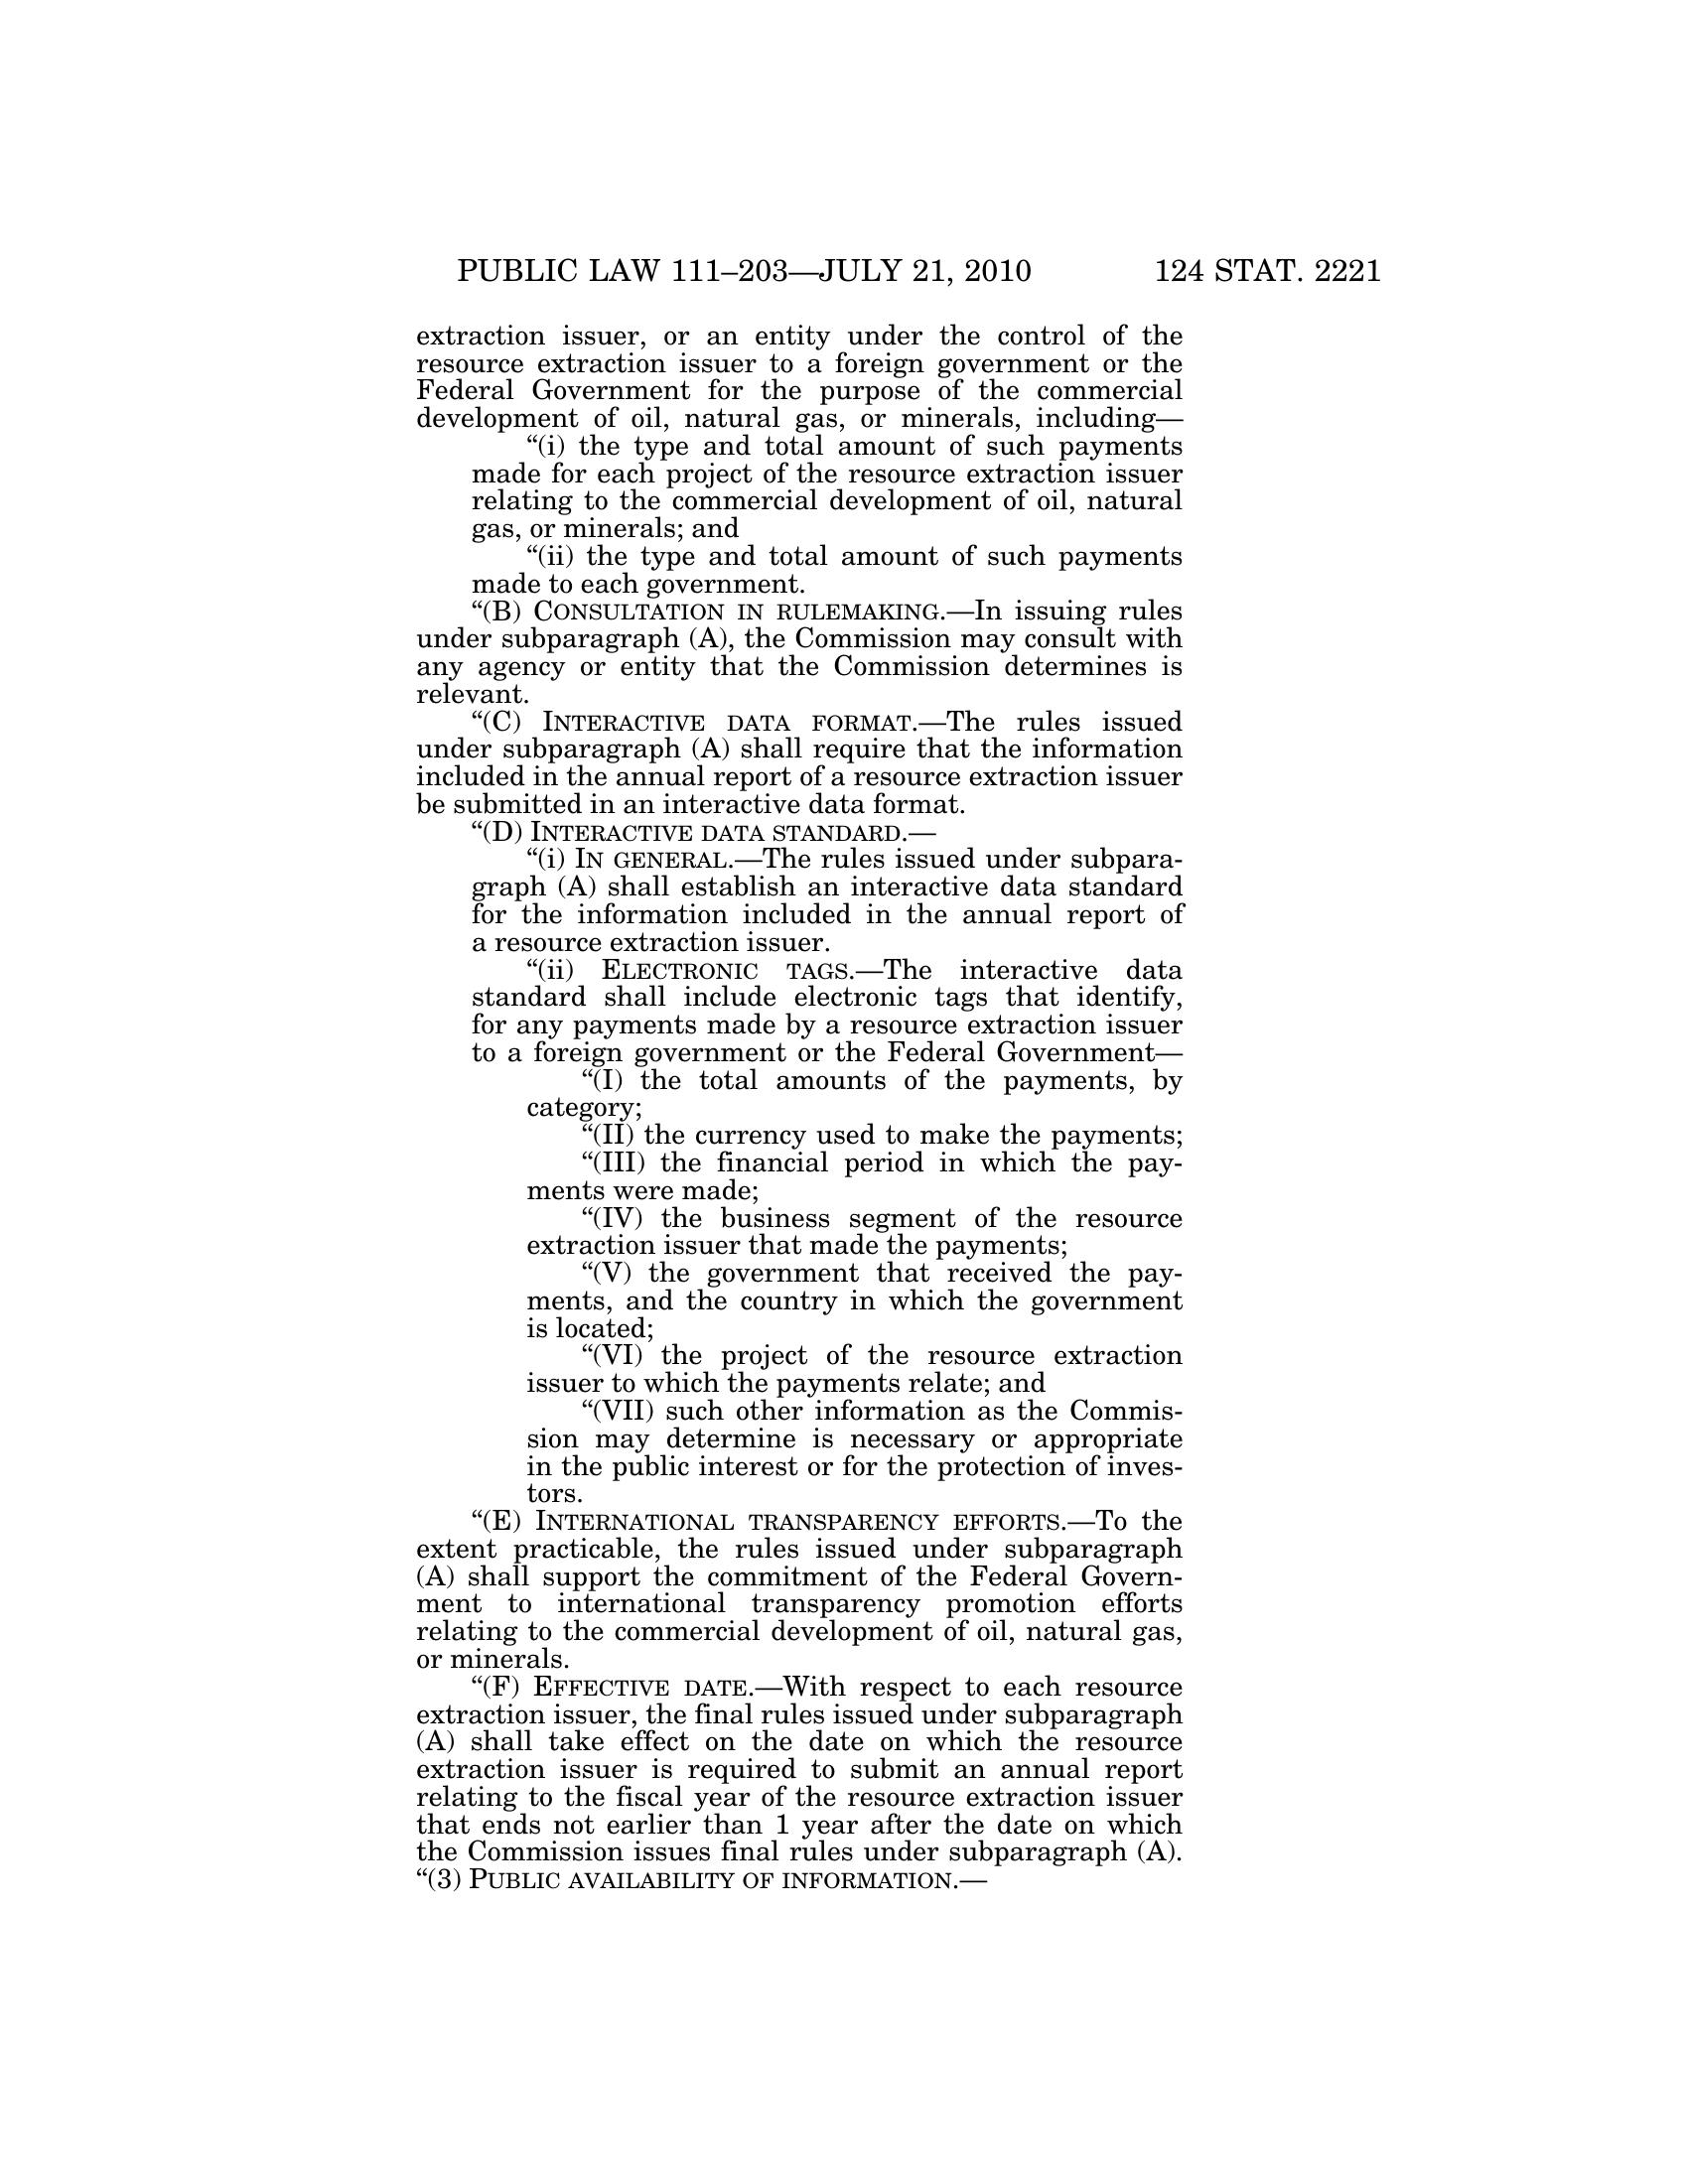 PUBLIC LAW 111–203—JULY 21, 2010 124 STAT. 2221
extraction issuer, or an entity under the control of the
resource extraction issuer to a foreign government or the
Federal Government for the purpose of the commercial
development of oil, natural gas, or minerals, including—
“(i) the type and total amount of such payments
made for each project of the resource extraction issuer
relating to the commercial development of oil, natural
gas, or minerals; and
“(ii) the type and total amount of such payments
made to each government.
“(B) CONSULTATION IN RULEMAKING.—In issuing rules
under subparagraph (A), the Commission may consult with
any agency or entity that the Commission determines is
relevant.
“(C) INTERACTIVE DATA FORMAT.—The rules issued
under subparagraph (A) shall require that the information
included in the annual report of a resource extraction issuer
be submitted in an interactive data format.
“(D) INTERACTIVE DATA STANDARD.—
“(i) IN GENERAL.—The rules issued under subpara-
graph (A) shall establish an interactive data standard
for the information included in the annual report of
a resource extraction issuer.
“(ii) ELECTRONIC TAGS.—The interactive data
standard shall include electronic tags that identify,
for any payments made by a resource extraction issuer
to a foreign government or the Federal Government—
“(I) the total amounts of the payments, by
category;
“(II) the currency used to make the payments;
“(III) the financial period in which the pay-
ments were made;
“(IV) the business segment of the resource
extraction issuer that made the payments;
“(V) the government that received the pay-
ments, and the country in which the government
is located;
“(VI) the project of the resource extraction
issuer to which the payments relate; and
“(VII) such other information as the Commis-
sion may determine is necessary or appropriate
in the public interest or for the protection of inves-
tors.
“(E) INTERNATIONAL TRANSPARENCY EFFORTS.—To the
extent practicable, the rules issued under subparagraph
(A) shall support the commitment of the Federal Govern-
ment to international transparency promotion efforts
relating to the commercial development of oil, natural gas,
or minerals.
“(F) EFFECTIVE DATE.—With respect to each resource
extraction issuer, the final rules issued under subparagraph
(A) shall take effect on the date on which the resource
extraction issuer is required to submit an annual report
relating to the fiscal year of the resource extraction issuer
that ends not earlier than 1 year after the date on which
the Commission issues final rules under subparagraph (A).
“(3) PUBLIC AVAILABILITY OF INFORMATION.—